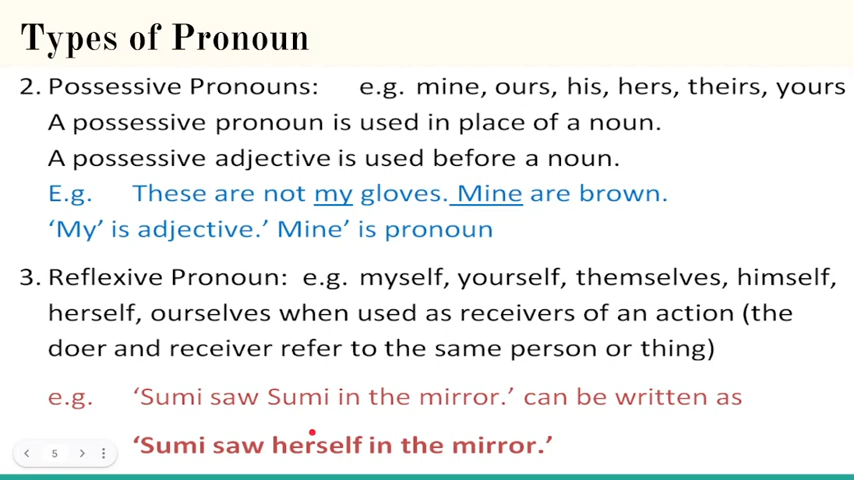 Types of Pronoun
2. Possessive Pronouns: e.g. mine, ours, his, hers, theirs, yours
A possessive pronoun is used in place of a noun.
A possessive adjective is used before a noun.
E.g. These are not my gloves. Mine are brown.
‘My’ is adjective.’ Mine’ is pronoun
3. Reflexive Pronoun: e.g. myself, yourself, themselves, himself,
herself, ourselves when used as receivers of an action (the
doer and receiver refer to the same person or thing)
e.g. ‘Sumi saw Sumi in the mirror.’ can be written as
‘Sumi saw herself in the mirror.’
5